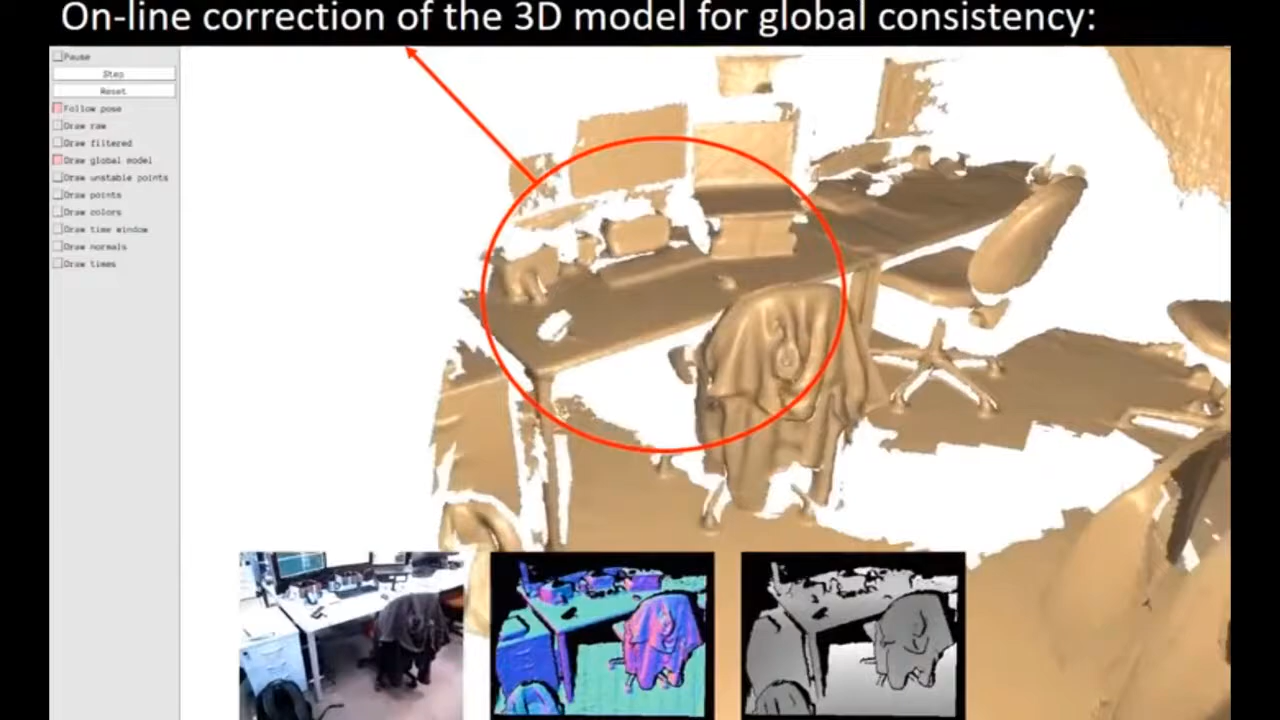 On-line correction of the 3D model for global consistency:
Pause
Step
Reset
Follow pose
Draw raw
Draw filtered
Draw global model
Draw unstable points
Draw points
Draw colors
Draw time window
Draw normals
Draw times